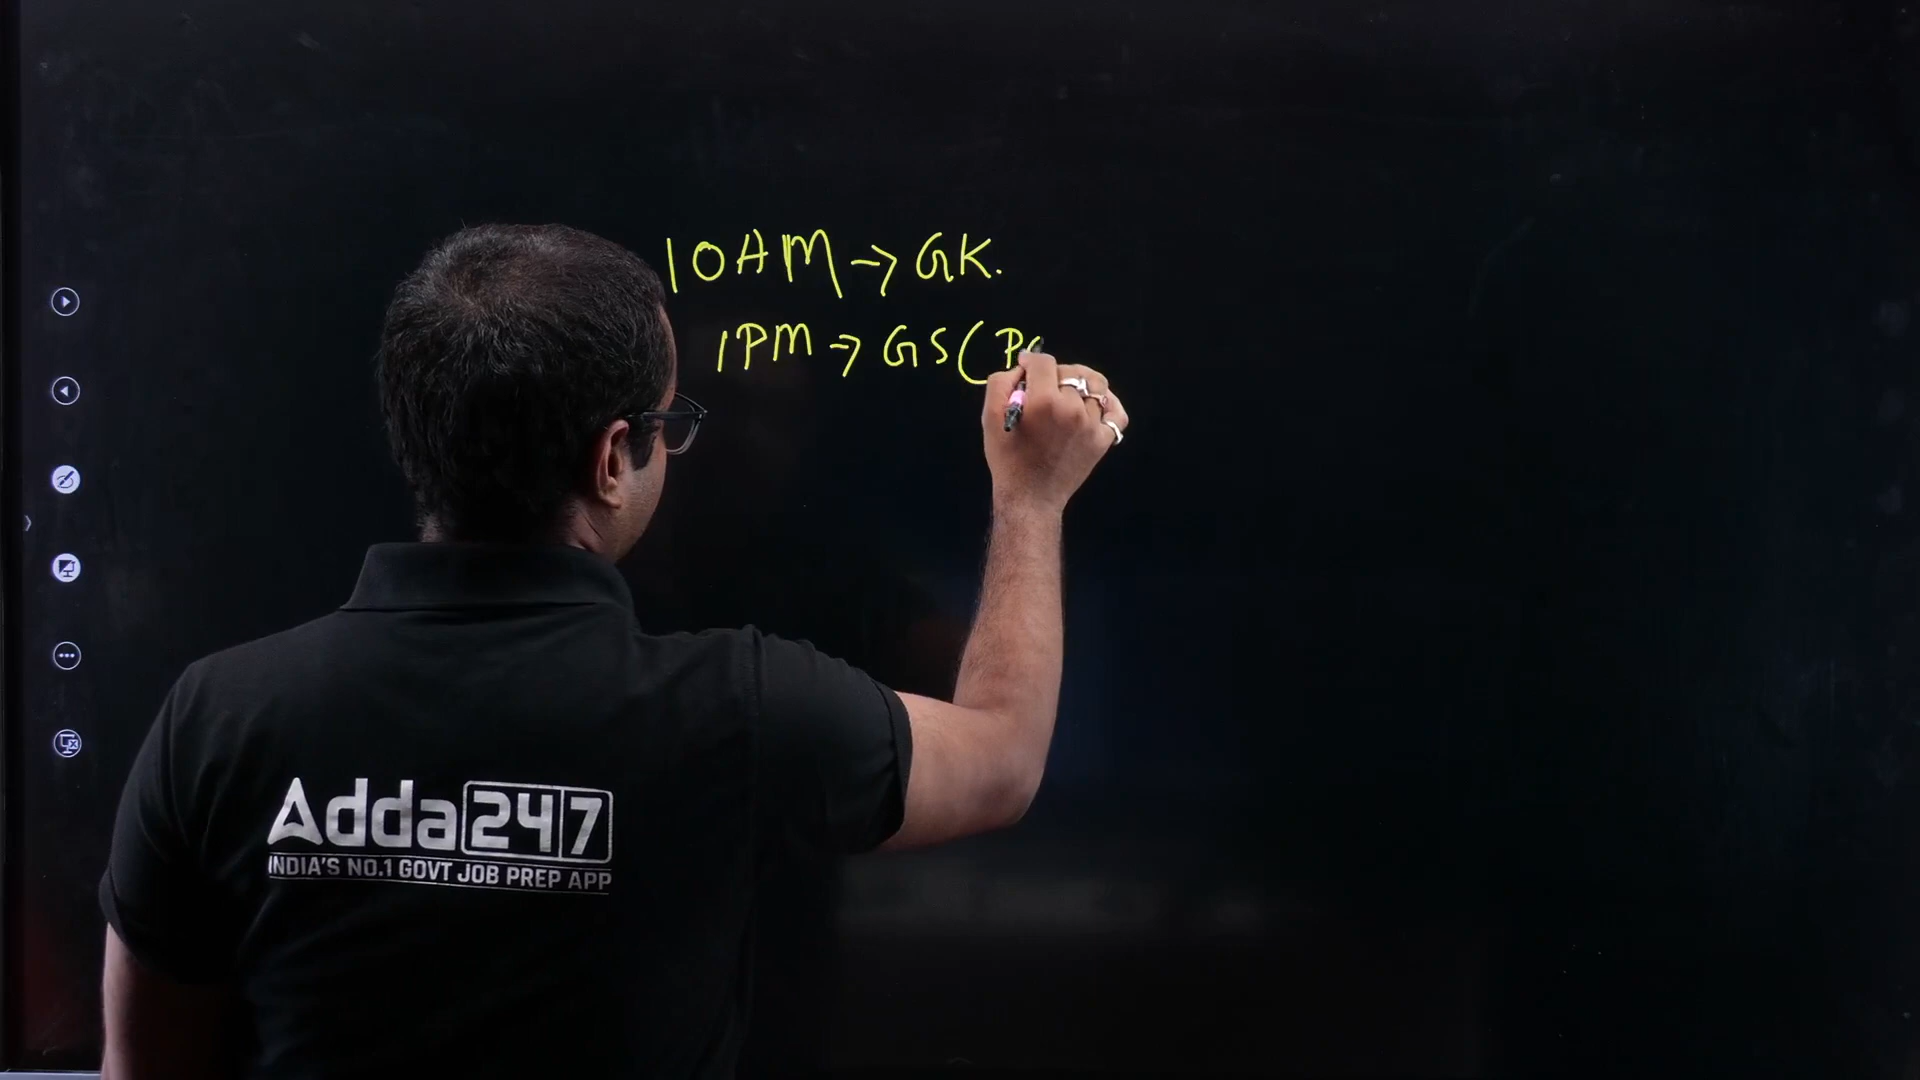 10AM → GK.
1PM → GS (P
Adda247
INDIA'S NO.1 GOVT JOB PREP APP